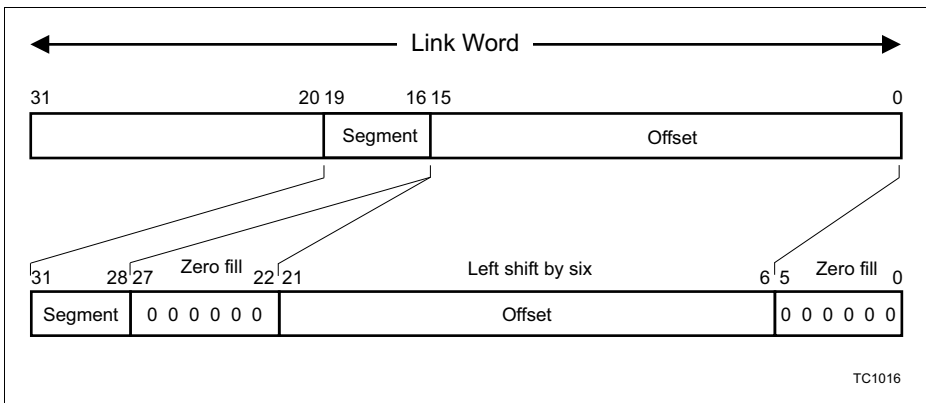 Link Word
31 20 19 16 15 0
Segment Offset
Zero fill Left shift by six Zero fill
31 28 27 22 21 6 5 0
Segment 0 0 0 0 0 0 Offset 0 0 0 0 0 0
TC1016